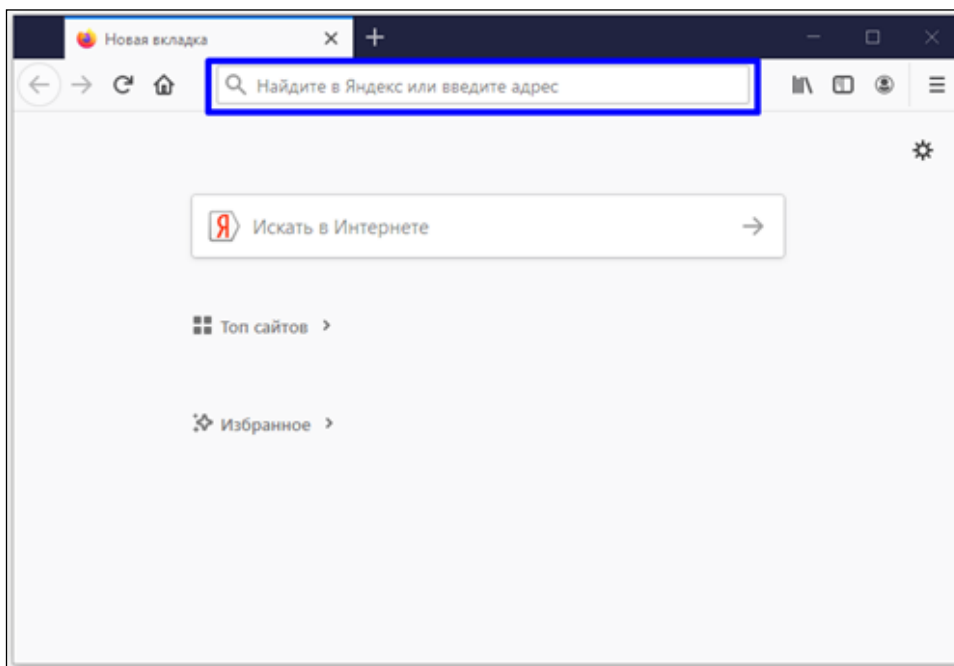 Новая вкладка
Найдите в Яндекс или введите адрес
Я Искать в Интернете
Топ сайтов
Избранное